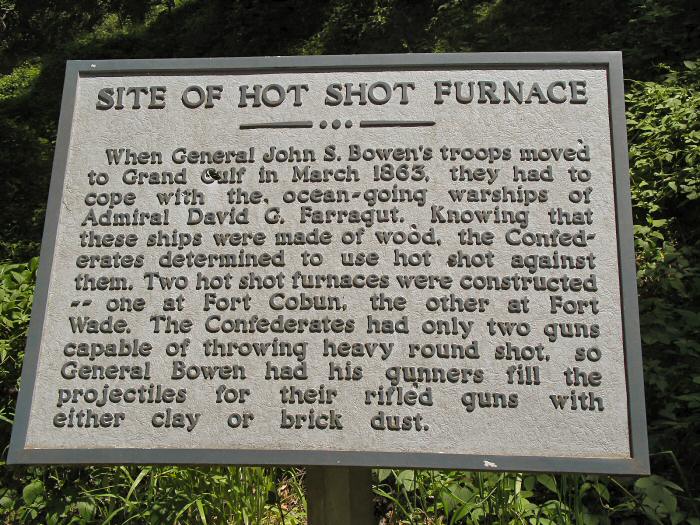 SITE OF HOT SHOT FURNACE
When General John S. Bowen's troops moved
to Grand Gulf in March 1863, they had to
cope with the ocean-going warships of
Admiral David G. Farragut. Knowing that
these ships were made of wood, the Confed-
erates determined to use hot shot against
them. Two hot shot furnaces were constructed
-- one at Fort Cobun, the other at Fort
Wade. The Confederates had only two guns
capable of throwing heavy round shot, so
General Bowen had his gunners fill the
projectiles for their rifled guns with
either clay or brick dust.